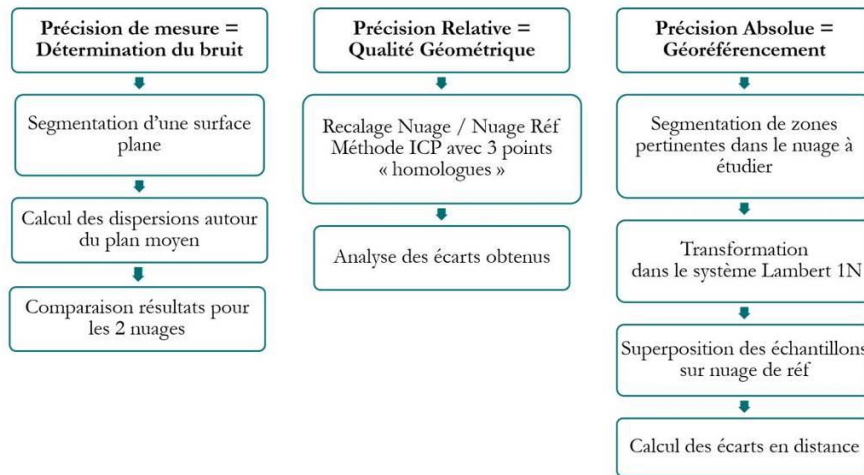 Précision de mesure =
Détermination du bruit
Segmentation d'une surface
plane
Calcul des dispersions autour
du plan moyen
Comparaison résultats pour
les 2 nuages
Précision Relative =
Qualité Géométrique
Recalage Nuage / Nuage Réf
Méthode ICP avec 3 points
« homologues »
Analyse des écarts obtenus
Précision Absolue =
Géoréférencement
Segmentation de zones
pertinentes dans le nuage à
étudier
Transformation
dans le système Lambert 1N
Superposition des échantillons
sur nuage de réf
Calcul des écarts en distance